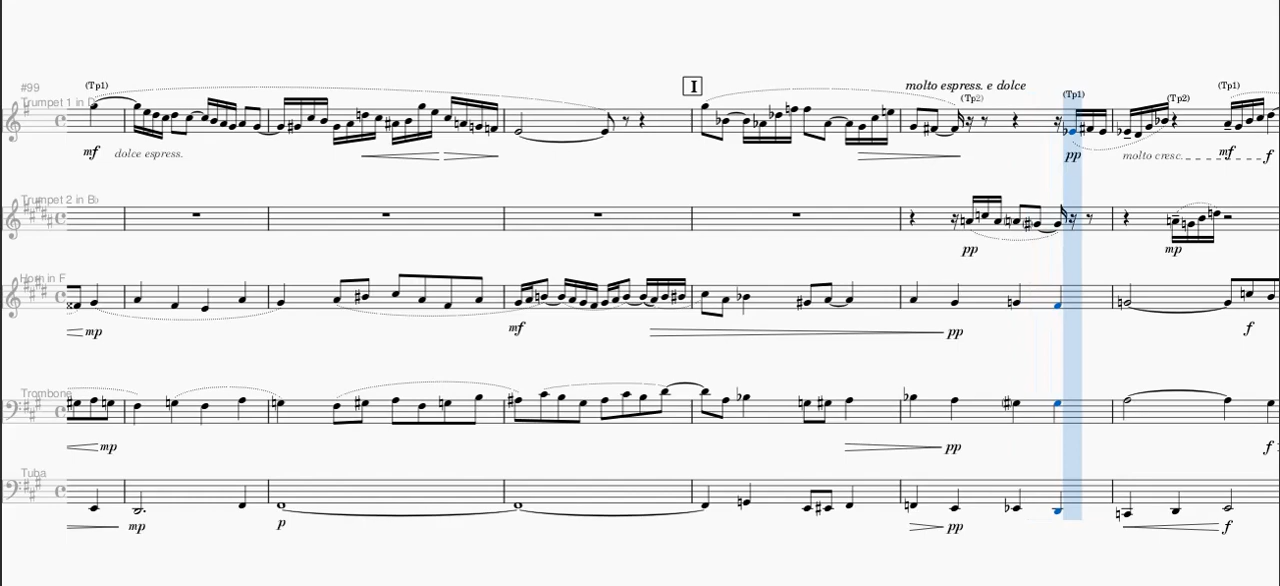 #99
(Tp1)
Trumpet 1 in D
I
molto espress. e dolce
(Tp2)
(Tp1)
(Tp2)
(Tp1)
mf dolce espress.
pp
molto cresc.
mf
f
Trumpet 2 in B♭
pp
mp
Horn in F
mp
mf
pp
f
Trombone
mp
pp
f
Tuba
mp
p
pp
f